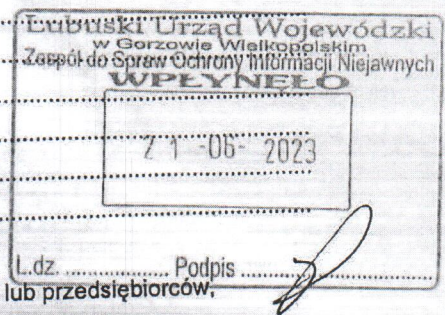 Lubuski Urząd Wojewódzki
w Gorzowie Wielkopolskim
Zespół do Spraw Ochrony Informacji Niejawnych
WPŁYNĘŁO
21 -06- 2023
L.dz. .................. Podpis ..................
lub przedsiębiorców,